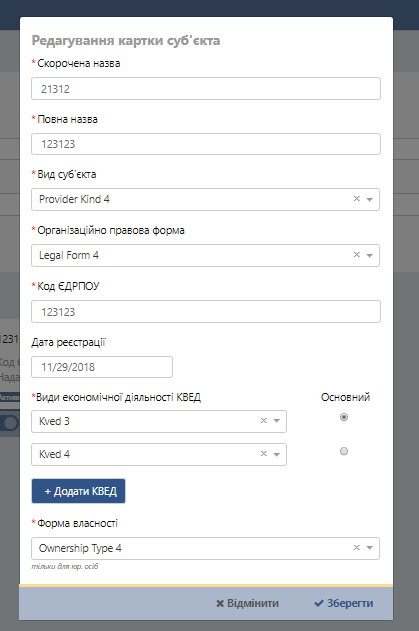 Редагування картки суб'єкта
*Скорочена назва
21312
*Повна назва
123123
*Вид суб'єкта
Provider Kind 4
*Організаційно правова форма
Legal Form 4
*Код ЄДРПОУ
123123
Дата реєстрації
11/29/2018
*Види економічної діяльності КВЕД Основний
Kved 3
Kved 4
+ Додати КВЕД
*Форма власності
Ownership Type 4
тільки для юр. осіб
Відмінити Зберегти